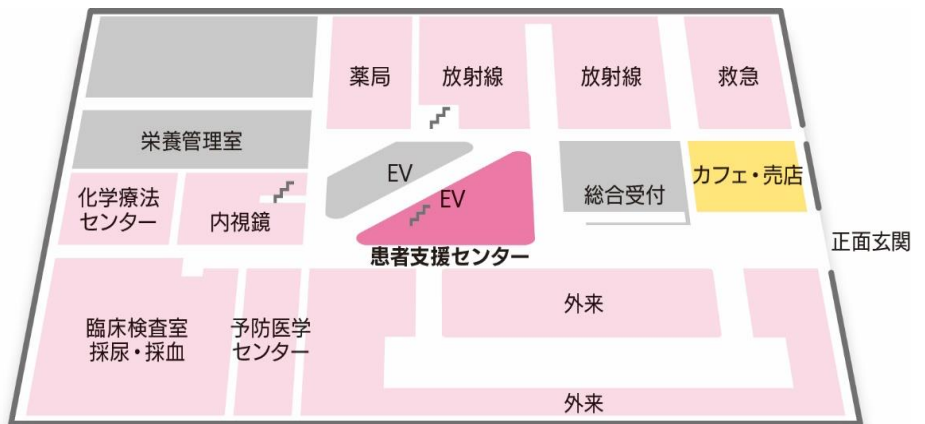 薬局
放射線
放射線
救急
栄養管理室
EV
EV
総合受付
カフェ・売店
化学療法
センター
内視鏡
正面玄関
患者支援センター
臨床検査室
採尿・採血
予防医学
センター
外来
外来